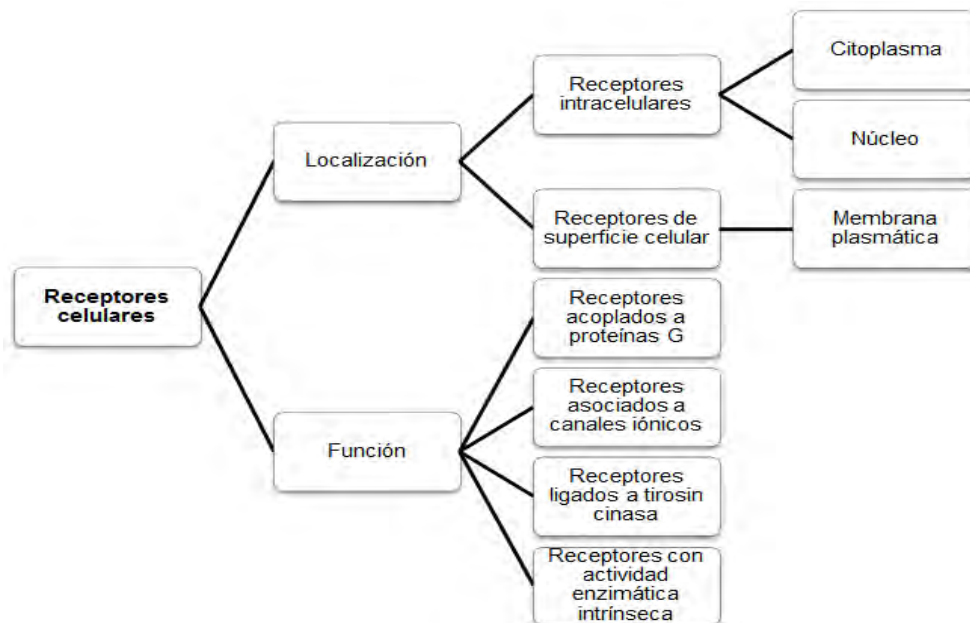 Receptores
celulares
Localización
Receptores
intracelulares
Citoplasma
Núcleo
Receptores de
superficie celular
Membrana
plasmática
Función
Receptores
acoplados a
proteínas G
Receptores
asociados a
canales iónicos
Receptores
ligados a tirosin
cinasa
Receptores con
actividad
enzimática
intrínseca